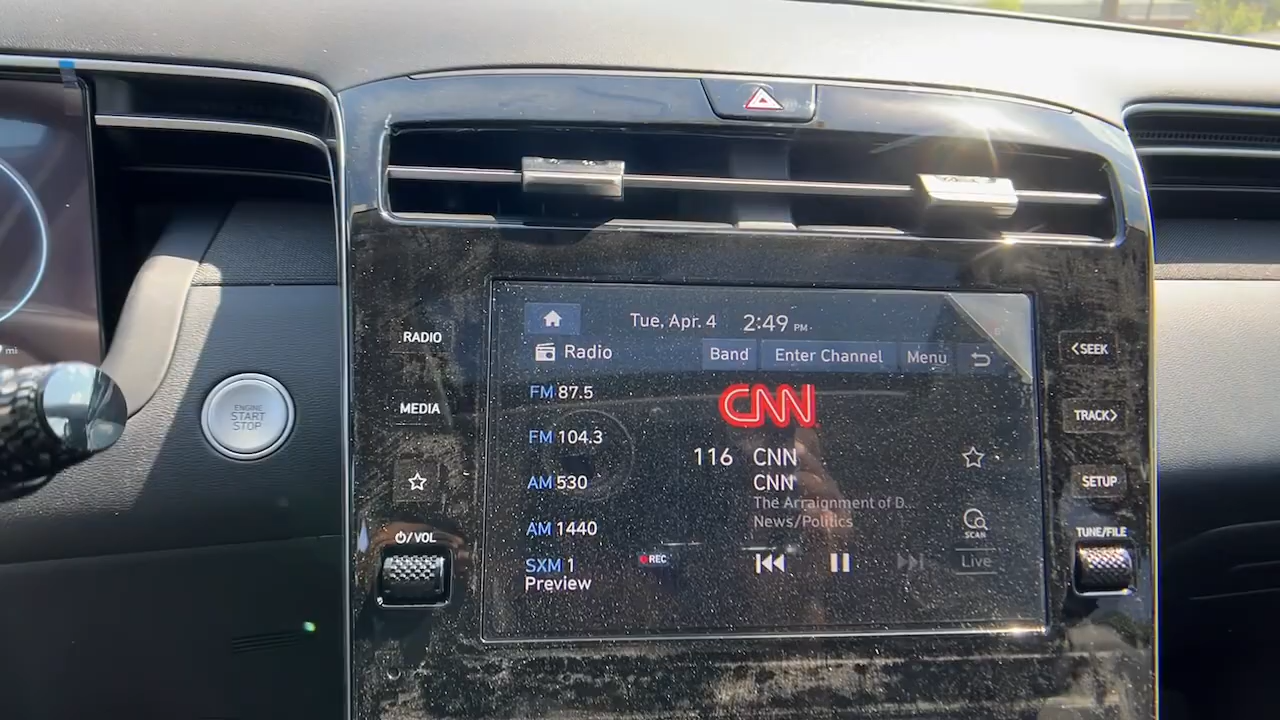 Tue, Apr. 4 2:49 PM
RADIO
Radio
Band
Enter Channel
Menu
<SEEK
FM 87.5
CNN
MEDIA
TRACK>
FM 104.3
116 CNN
AM 530
CNN
SETUP
The Arraignment of D...
AM 1440
News/Politics
SCAN
/VOL
TUNE/FILE
SXM 1
REC
Live
Preview
ENGINE
START
STOP
mi